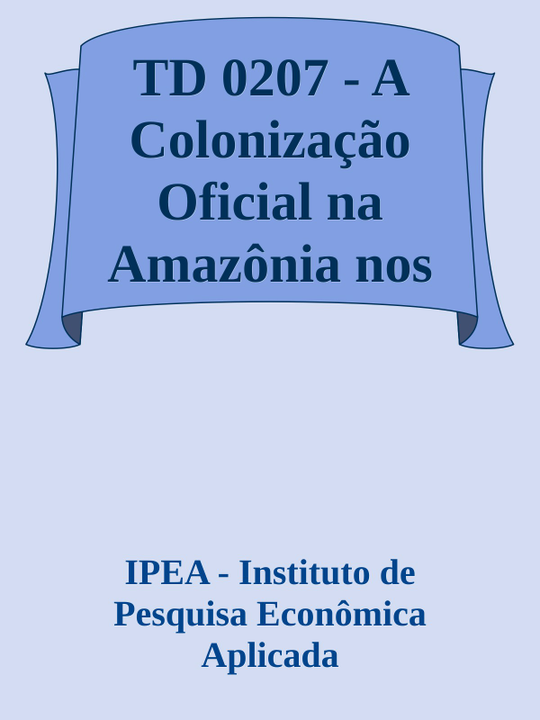 TD 0207 - A
Colonização
Oficial na
Amazônia nos
IPEA - Instituto de
Pesquisa Econômica
Aplicada